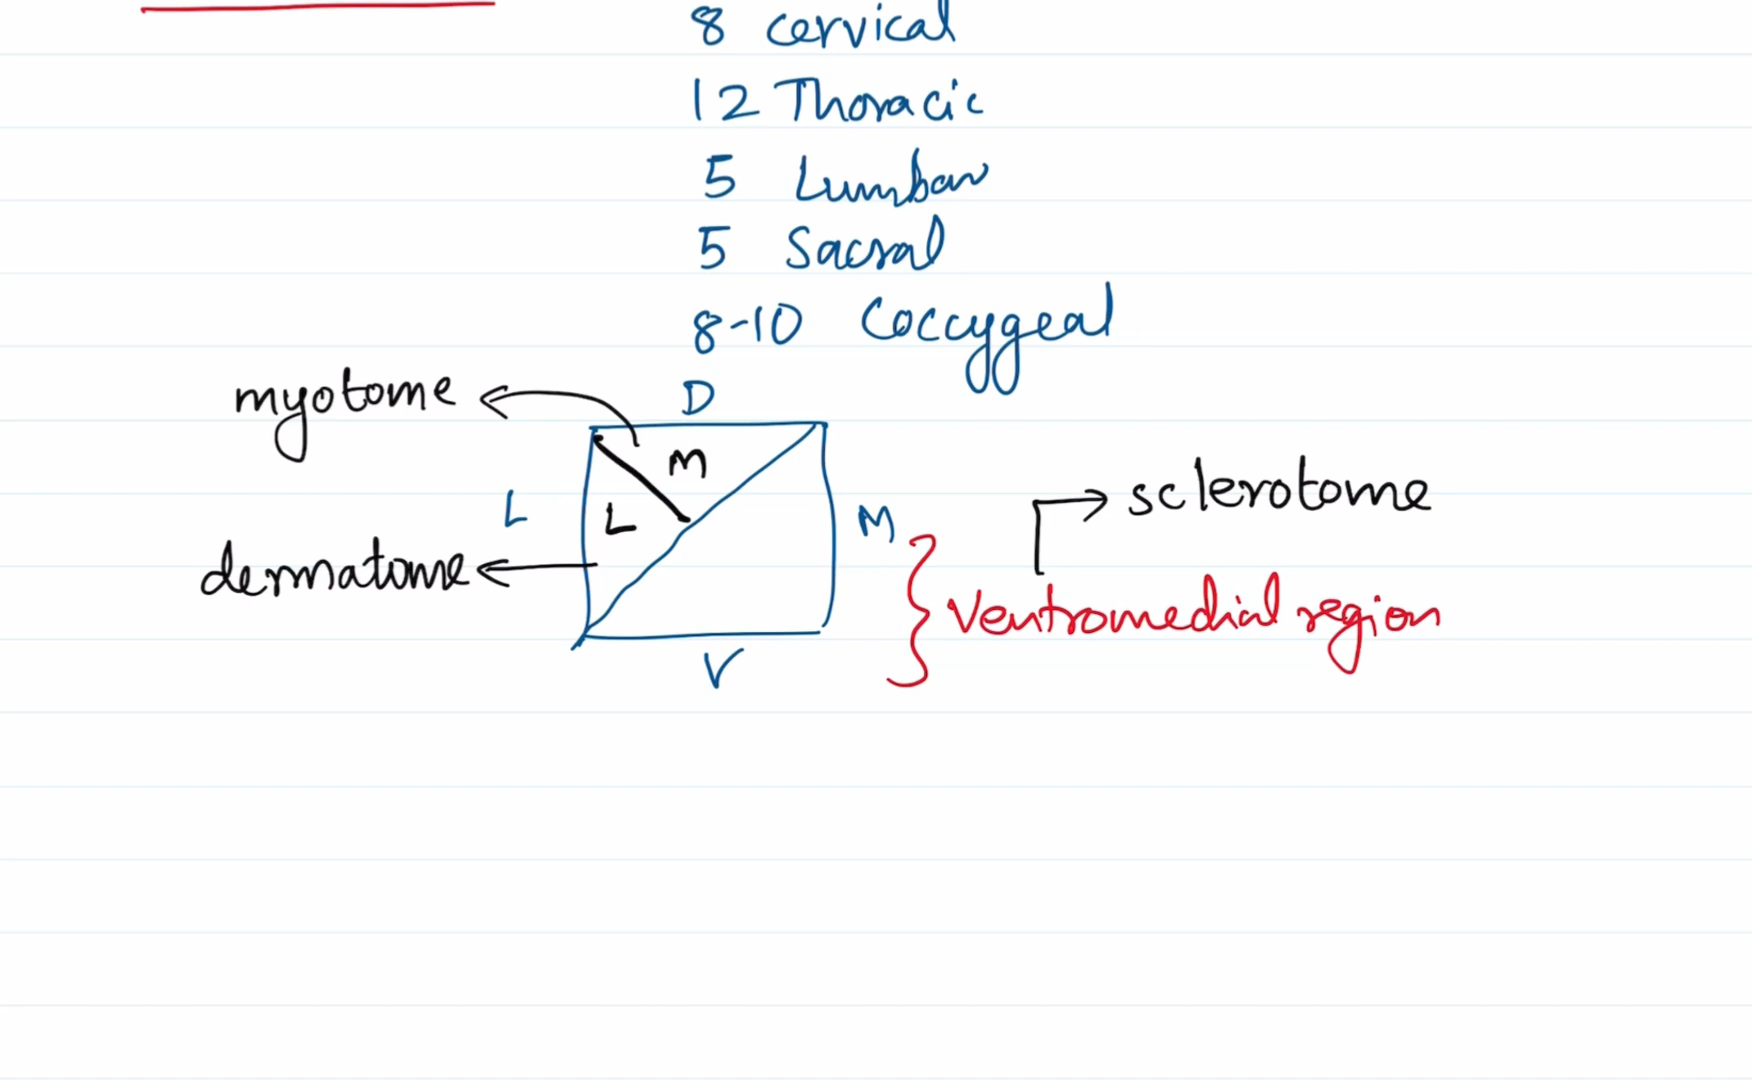 8 cervical
12 Thoracic
5 Lumbar
5 Sacral
8-10 Coccygeal
myotome
D
M
L
L
M
sclerotome
dermatome
Ventromedial region
V